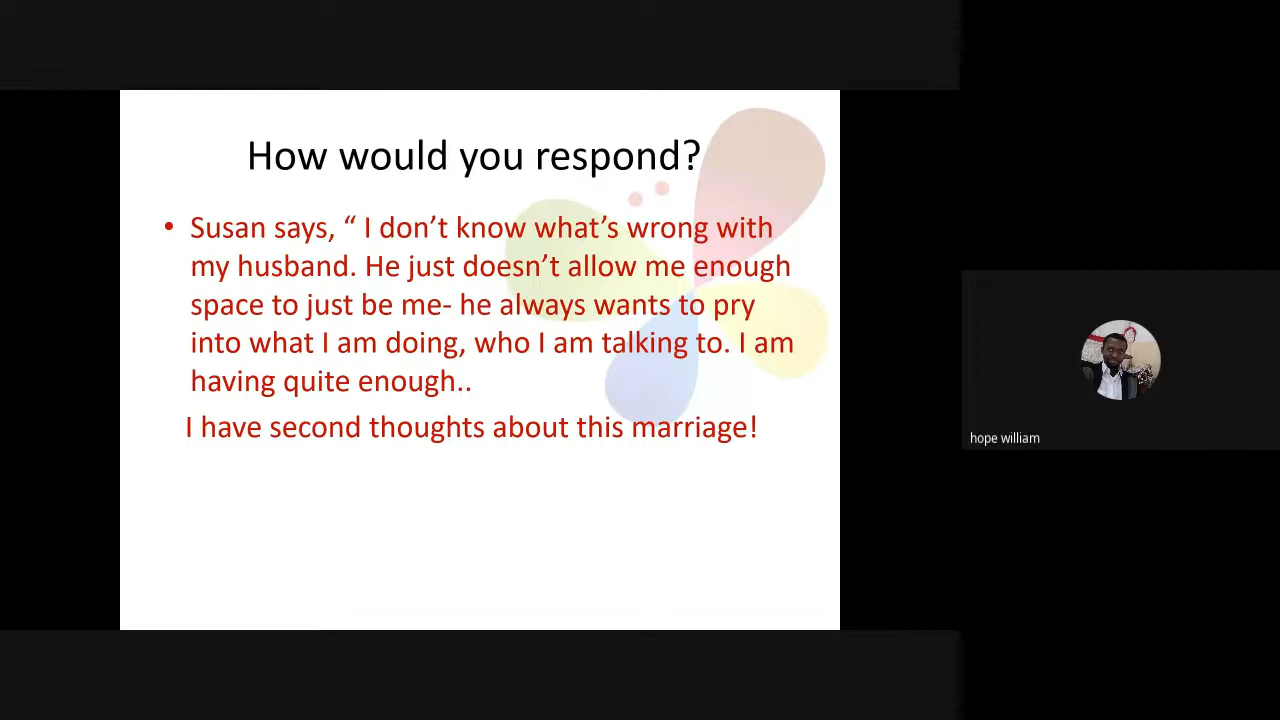 How would you respond?
• Susan says, “ I don’t know what’s wrong with
my husband. He just doesn’t allow me enough
space to just be me- he always wants to pry
into what I am doing, who I am talking to. I am
having quite enough..
I have second thoughts about this marriage!
hope william